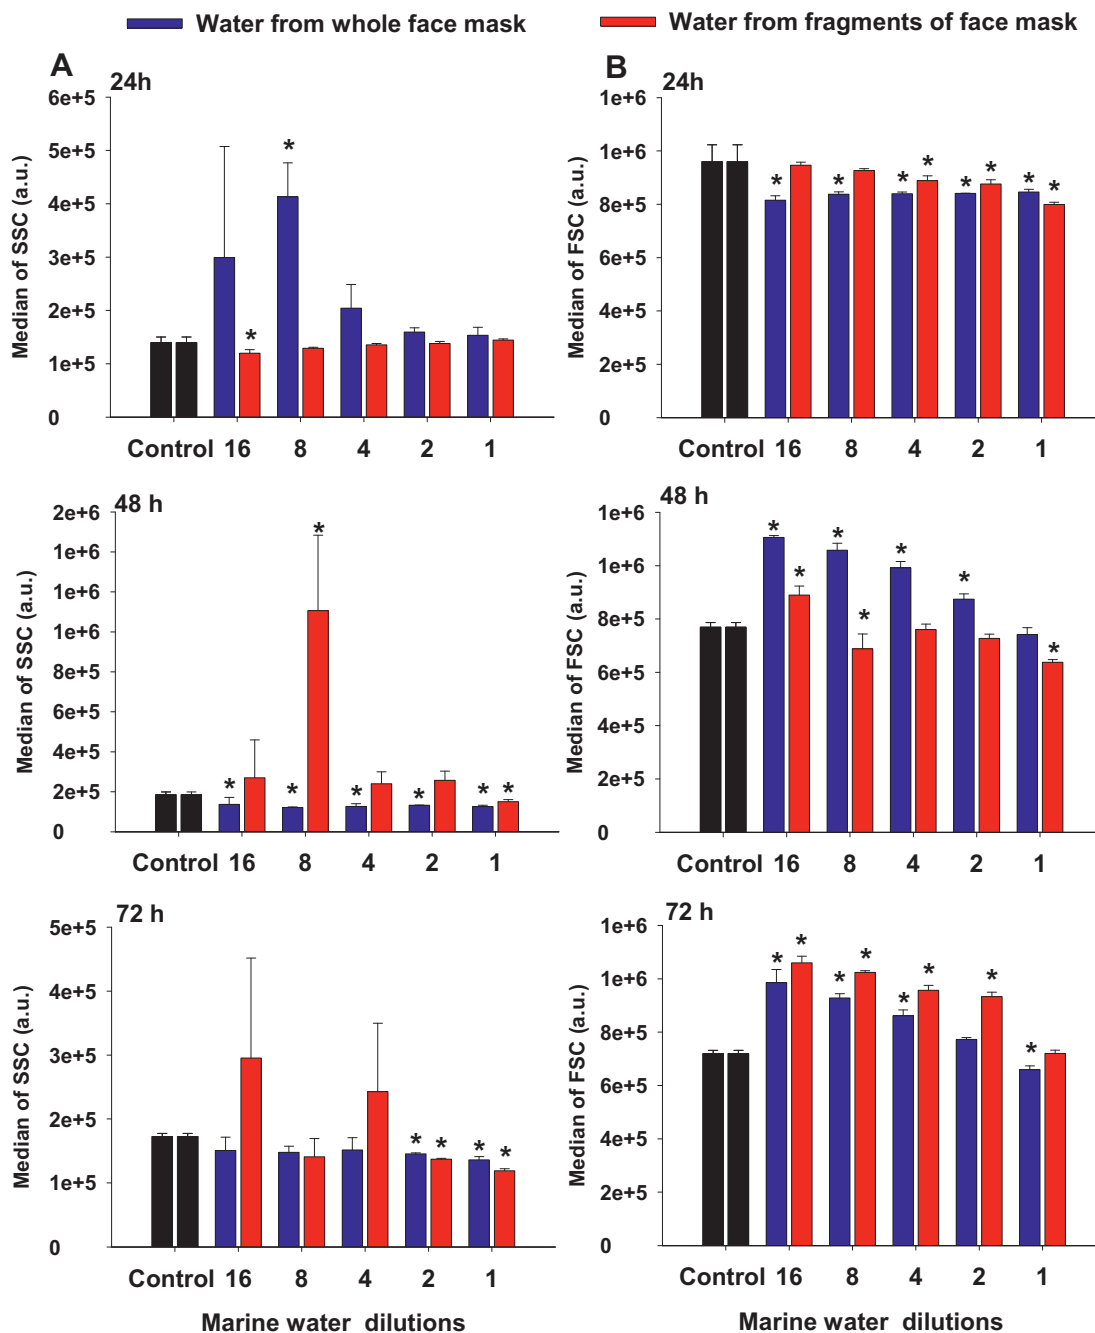 Water from whole face mask
Water from fragments of face mask
A
24h
6e+5
5e+5
4e+5
3e+5
2e+5
1e+5
0
Median of SSC (a.u.)
* *
Control 16 8 4 2 1
B
24h
1e+6
1e+6
8e+5
6e+5
4e+5
2e+5
0
Median of FSC (a.u.)
* * * * * * * *
Control 16 8 4 2 1
48 h
2e+6
1e+6
1e+6
1e+6
8e+5
6e+5
4e+5
2e+5
0
Median of SSC (a.u.)
* * * * * * *
Control 16 8 4 2 1
48 h
1e+6
1e+6
8e+5
6e+5
4e+5
2e+5
0
Median of FSC (a.u.)
* * * * * * *
Control 16 8 4 2 1
72 h
5e+5
4e+5
3e+5
2e+5
1e+5
0
Median of SSC (a.u.)
* * * *
Control 16 8 4 2 1
Marine water dilutions
72 h
1e+6
1e+6
8e+5
6e+5
4e+5
2e+5
0
Median of FSC (a.u.)
* * * * * * * *
Control 16 8 4 2 1
Marine water dilutions